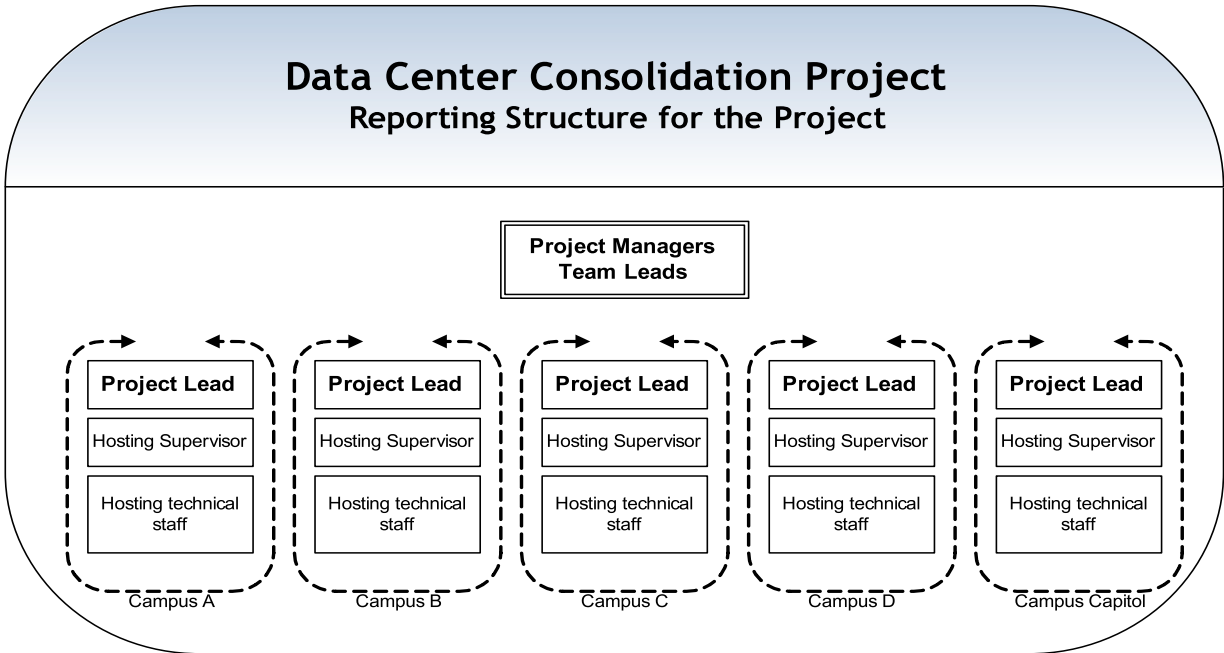 Data Center Consolidation Project
Reporting Structure for the Project
Project Managers
Team Leads
Project Lead
Hosting Supervisor
Hosting technical
staff
Campus A
Project Lead
Hosting Supervisor
Hosting technical
staff
Campus B
Project Lead
Hosting Supervisor
Hosting technical
staff
Campus C
Project Lead
Hosting Supervisor
Hosting technical
staff
Campus D
Project Lead
Hosting Supervisor
Hosting technical
staff
Campus Capitol